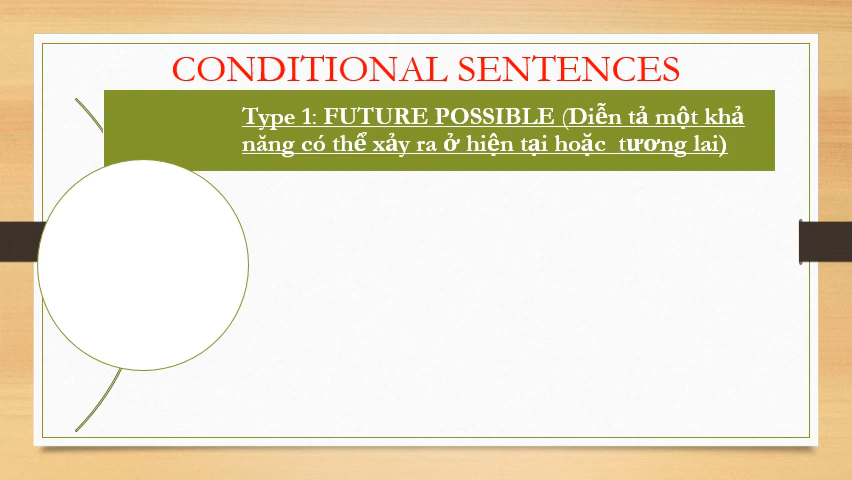 CONDITIONAL SENTENCES
Type 1: FUTURE POSSIBLE (Diễn tả một khả
năng có thể xảy ra ở hiện tại hoặc tương lai)